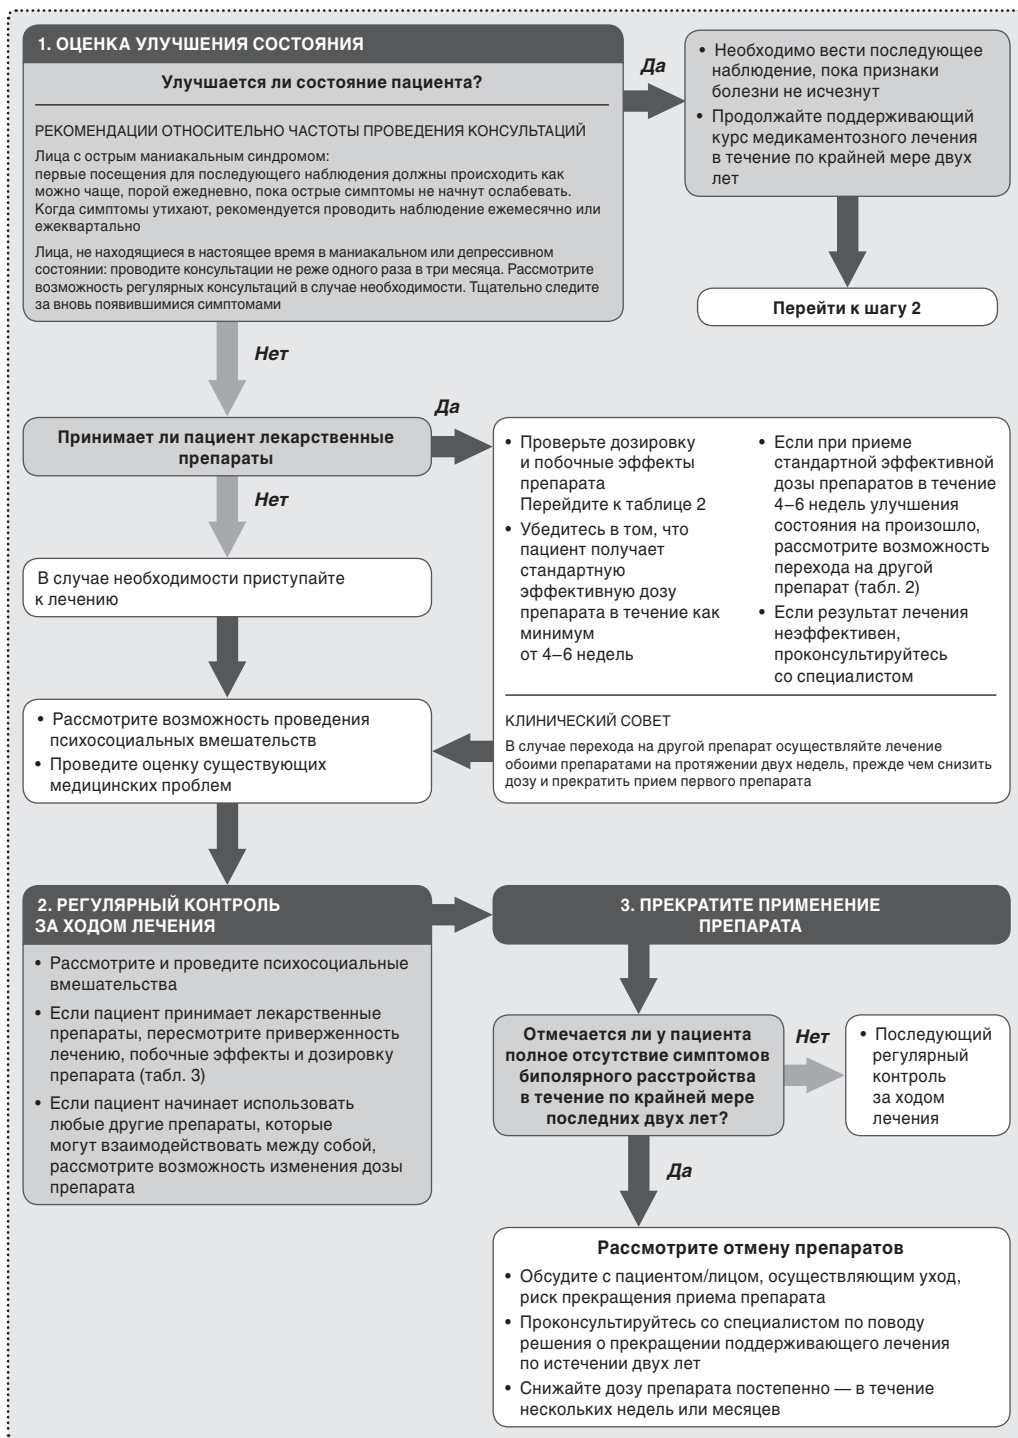 1. ОЦЕНКА УЛУЧШЕНИЯ СОСТОЯНИЯ
Улучшается ли состояние пациента?
РЕКОМЕНДАЦИИ ОТНОСИТЕЛЬНО ЧАСТОТЫ ПРОВЕДЕНИЯ КОНСУЛЬТАЦИЙ
Лица с острым маниакальным синдромом:
первые посещения для последующего наблюдения должны происходить как
можно чаще, порой ежедневно, пока острые симптомы не начнут ослабевать.
Когда симптомы утихают, рекомендуется проводить наблюдение ежемесячно или
ежеквартально
Лица, не находящиеся в настоящее время в маниакальном или депрессивном
состоянии: проводите консультации не реже одного раза в три месяца. Рассмотрите
возможность регулярных консультаций в случае необходимости. Тщательно следите
за вновь появившимися симптомами
Да
• Необходимо вести последующее
наблюдение, пока признаки
болезни не исчезнут
• Продолжайте поддерживающий
курс медикаментозного лечения
в течение по крайней мере двух
лет
Перейти к шагу 2
Нет
Принимает ли пациент лекарственные
препараты
Да
• Проверьте дозировку
и побочные эффекты
препарата
Перейдите к таблице 2
• Убедитесь в том, что
пациент получает
стандартную
эффективную дозу
препарата в течение как
минимум
от 4–6 недель
• Если при приеме
стандартной эффективной
дозы препаратов в течение
4–6 недель улучшения
состояния на произошло,
рассмотрите возможность
перехода на другой
препарат (табл. 2)
• Если результат лечения
неэффективен,
проконсультируйтесь
со специалистом
КЛИНИЧЕСКИЙ СОВЕТ
В случае перехода на другой препарат осуществляйте лечение
обоими препаратами на протяжении двух недель, прежде чем снизить
дозу и прекратить прием первого препарата
Нет
В случае необходимости приступайте
к лечению
• Рассмотрите возможность проведения
психосоциальных вмешательств
• Проведите оценку существующих
медицинских проблем
2. РЕГУЛЯРНЫЙ КОНТРОЛЬ
ЗА ХОДОМ ЛЕЧЕНИЯ
• Рассмотрите и проведите психосоциальные
вмешательства
• Если пациент принимает лекарственные
препараты, пересмотрите приверженность
лечению, побочные эффекты и дозировку
препарата (табл. 3)
• Если пациент начинает использовать
любые другие препараты, которые
могут взаимодействовать между собой,
рассмотрите возможность изменения дозы
препарата
3. ПРЕКРАТИТЕ ПРИМЕНЕНИЕ
ПРЕПАРАТА
Отмечается ли у пациента
полное отсутствие симптомов
биполярного расстройства
в течение по крайней мере
последних двух лет?
Нет
• Последующий
регулярный
контроль
за ходом
лечения
Да
Рассмотрите отмену препаратов
• Обсудите с пациентом/лицом, осуществляющим уход,
риск прекращения приема препарата
• Проконсультируйтесь со специалистом по поводу
решения о прекращении поддерживающего лечения
по истечении двух лет
• Снижайте дозу препарата постепенно — в течение
нескольких недель или месяцев